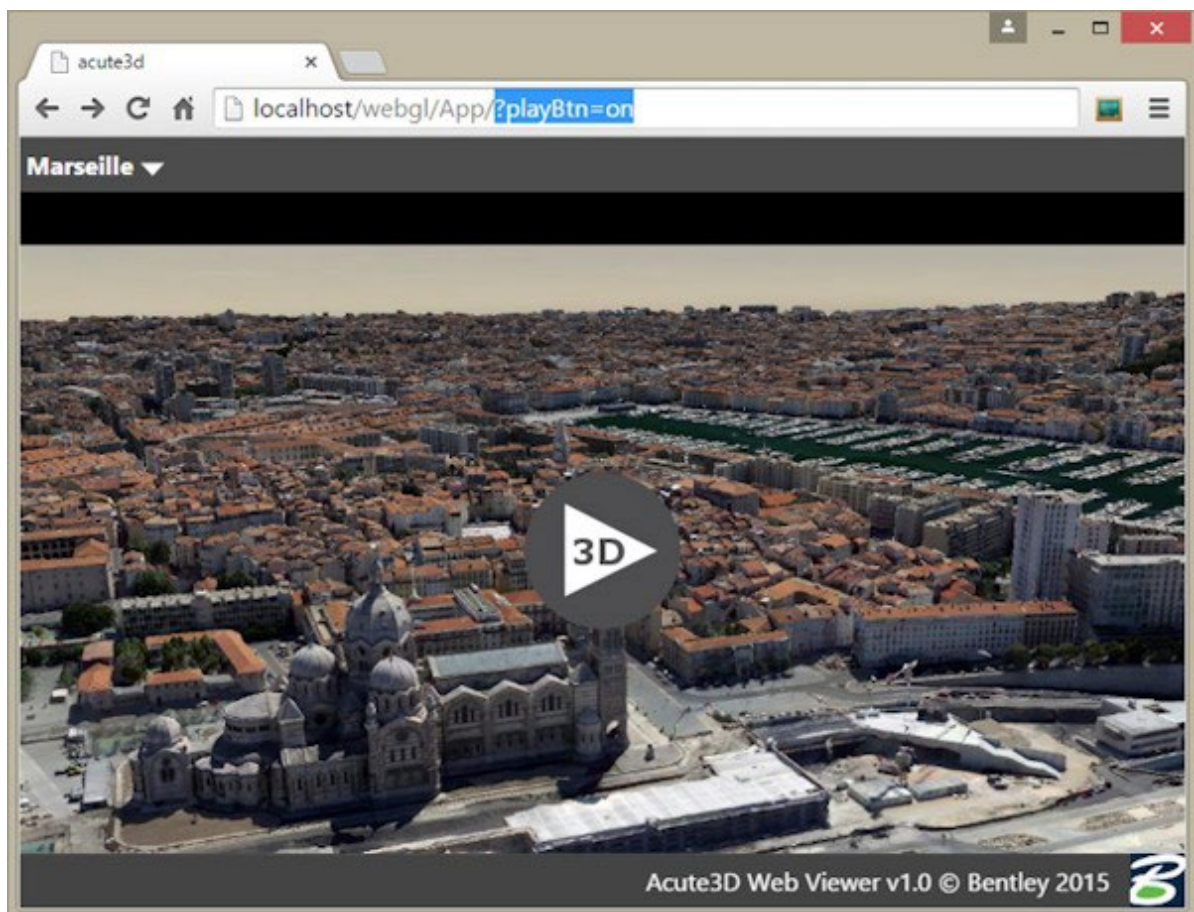 acute3d
localhost/webgl/App/?playBtn=on
Marseille
3D
Acute3D Web Viewer v1.0 © Bentley 2015